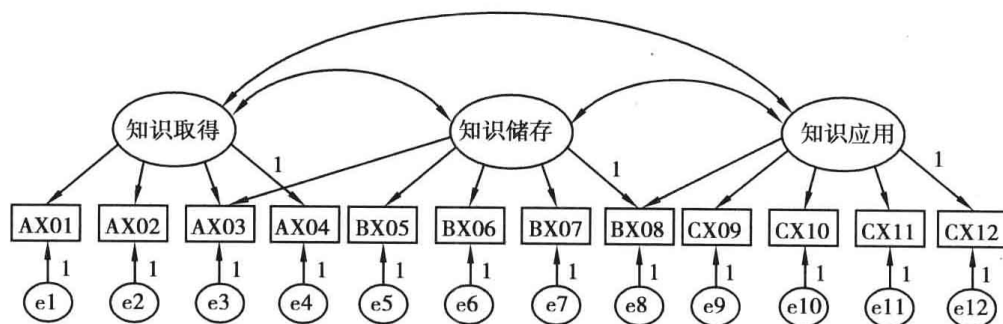 知识取得 知识储存 知识应用
1 1 1
AX01 AX02 AX03 AX04 BX05 BX06 BX07 BX08 CX09 CX10 CX11 CX12
1 1 1 1 1 1 1 1 1 1 1 1
e1 e2 e3 e4 e5 e6 e7 e8 e9 e10 e11 e12